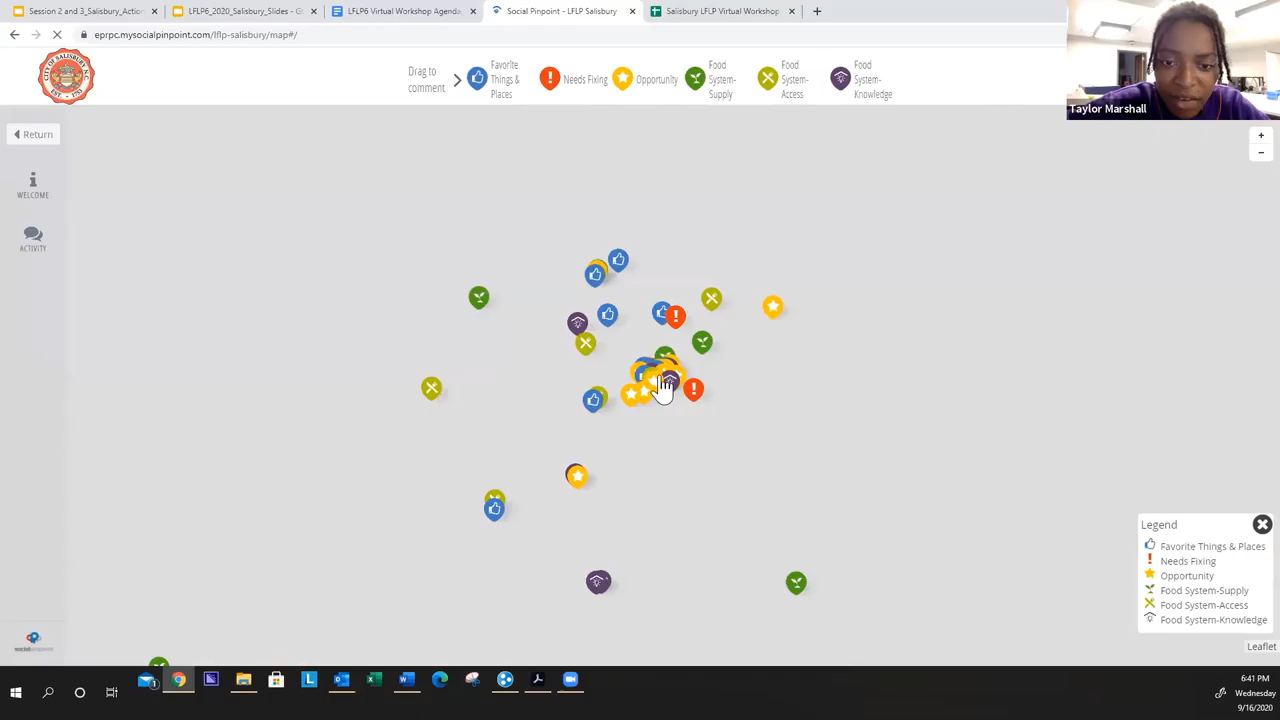 Session 2 and 3_Salisbury_Action
LFLP6_2020_Salisbury_Slides - G
LFLP6 Virtual Workshop Agenda,
Social Pinpoint - LFLP Salisbury
Salisbury LFLP Virtual Workshop
eprpc.mysocialpinpoint.com/lflp-salisbury/map#/
Drag to
comment
Favorite
Things &
Places
Needs Fixing
Opportunity
Food
System-
Supply
Food
System-
Access
Food
System-
Knowledge
Taylor Marshall
Return
WELCOME
ACTIVITY
Legend
Favorite Things & Places
Needs Fixing
Opportunity
Food System-Supply
Food System-Access
Food System-Knowledge
Leaflet
socialpinpoint
6:41 PM
Wednesday
9/16/2020